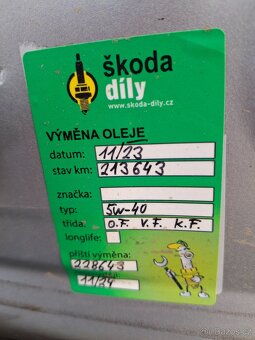 škoda
díly
www.skoda-dily.cz
VÝMĚNA OLEJE
datum: 11/23
stav km: 213643
značka:
typ: 5W-40
třída: O.F. V.F. K.F.
longlife:
příští výměna:
228643
11/24